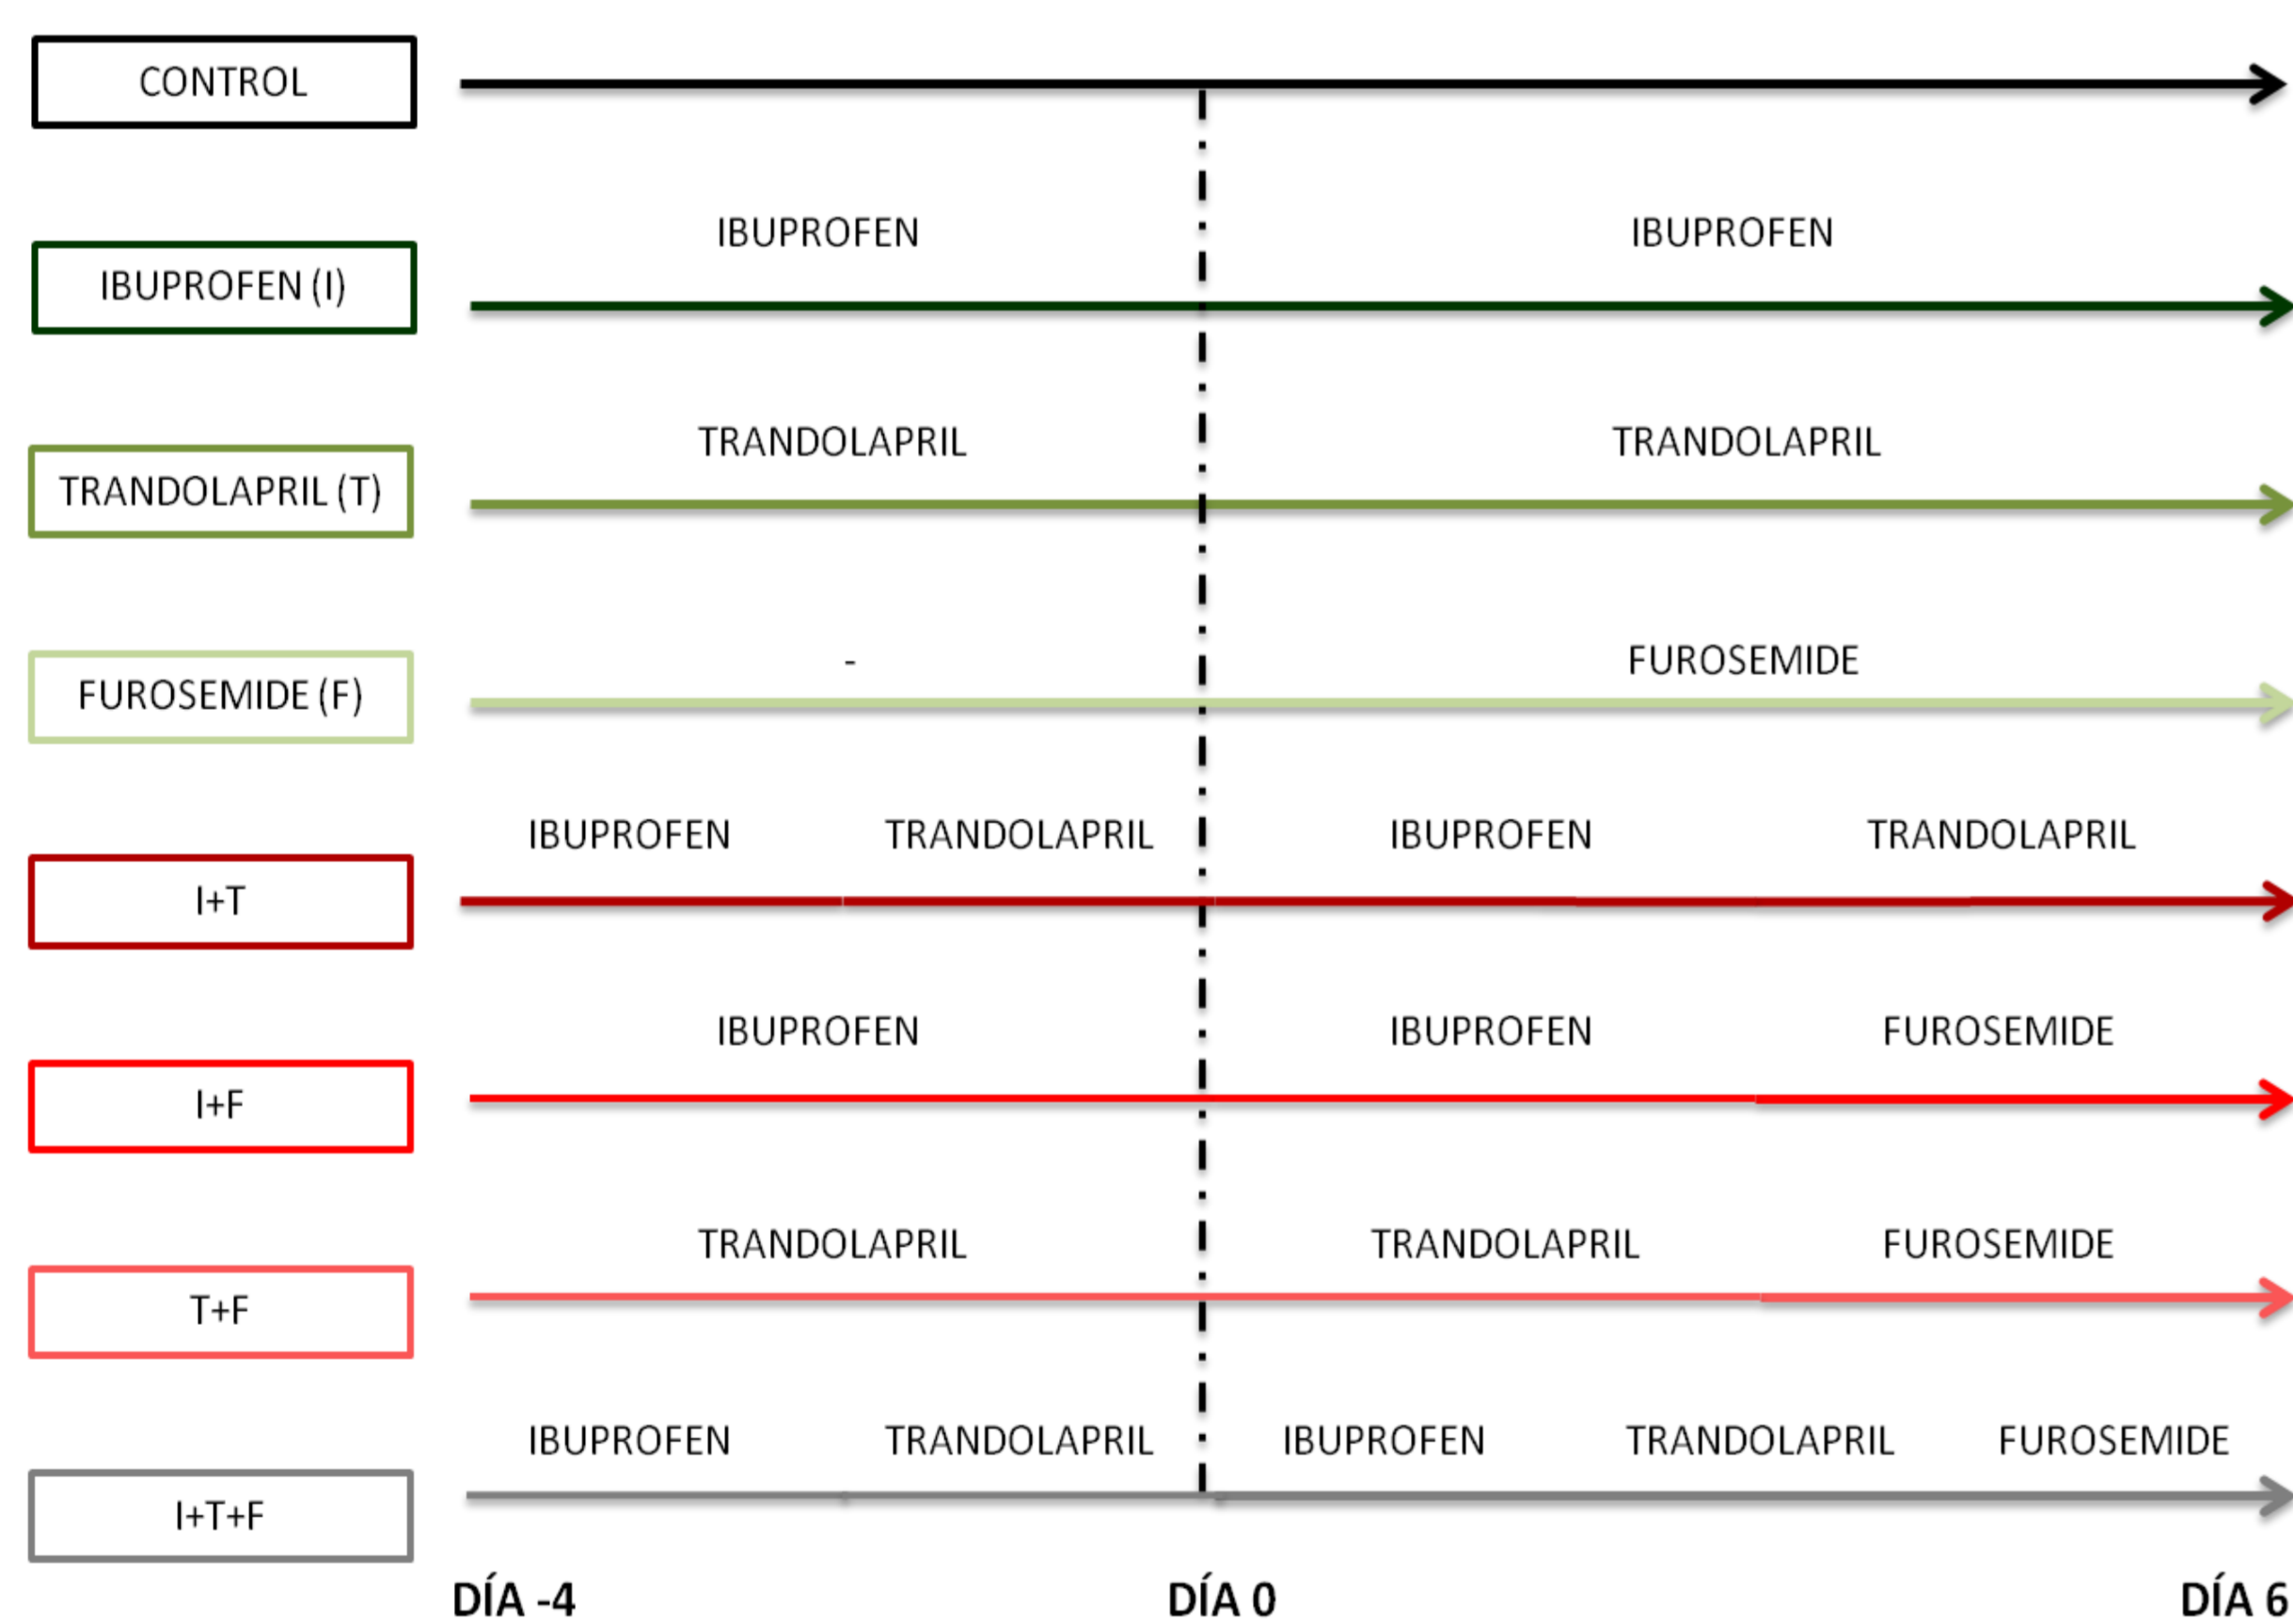 CONTROL
IBUPROFEN IBUPROFEN
IBUPROFEN (I)
TRANDOLAPRIL TRANDOLAPRIL
TRANDOLAPRIL (T)
- FUROSEMIDE
FUROSEMIDE (F)
IBUPROFEN TRANDOLAPRIL IBUPROFEN TRANDOLAPRIL
I+T
IBUPROFEN IBUPROFEN FUROSEMIDE
I+F
TRANDOLAPRIL TRANDOLAPRIL FUROSEMIDE
T+F
IBUPROFEN TRANDOLAPRIL IBUPROFEN TRANDOLAPRIL FUROSEMIDE
I+T+F
DÍA -4 DÍA 0 DÍA 6